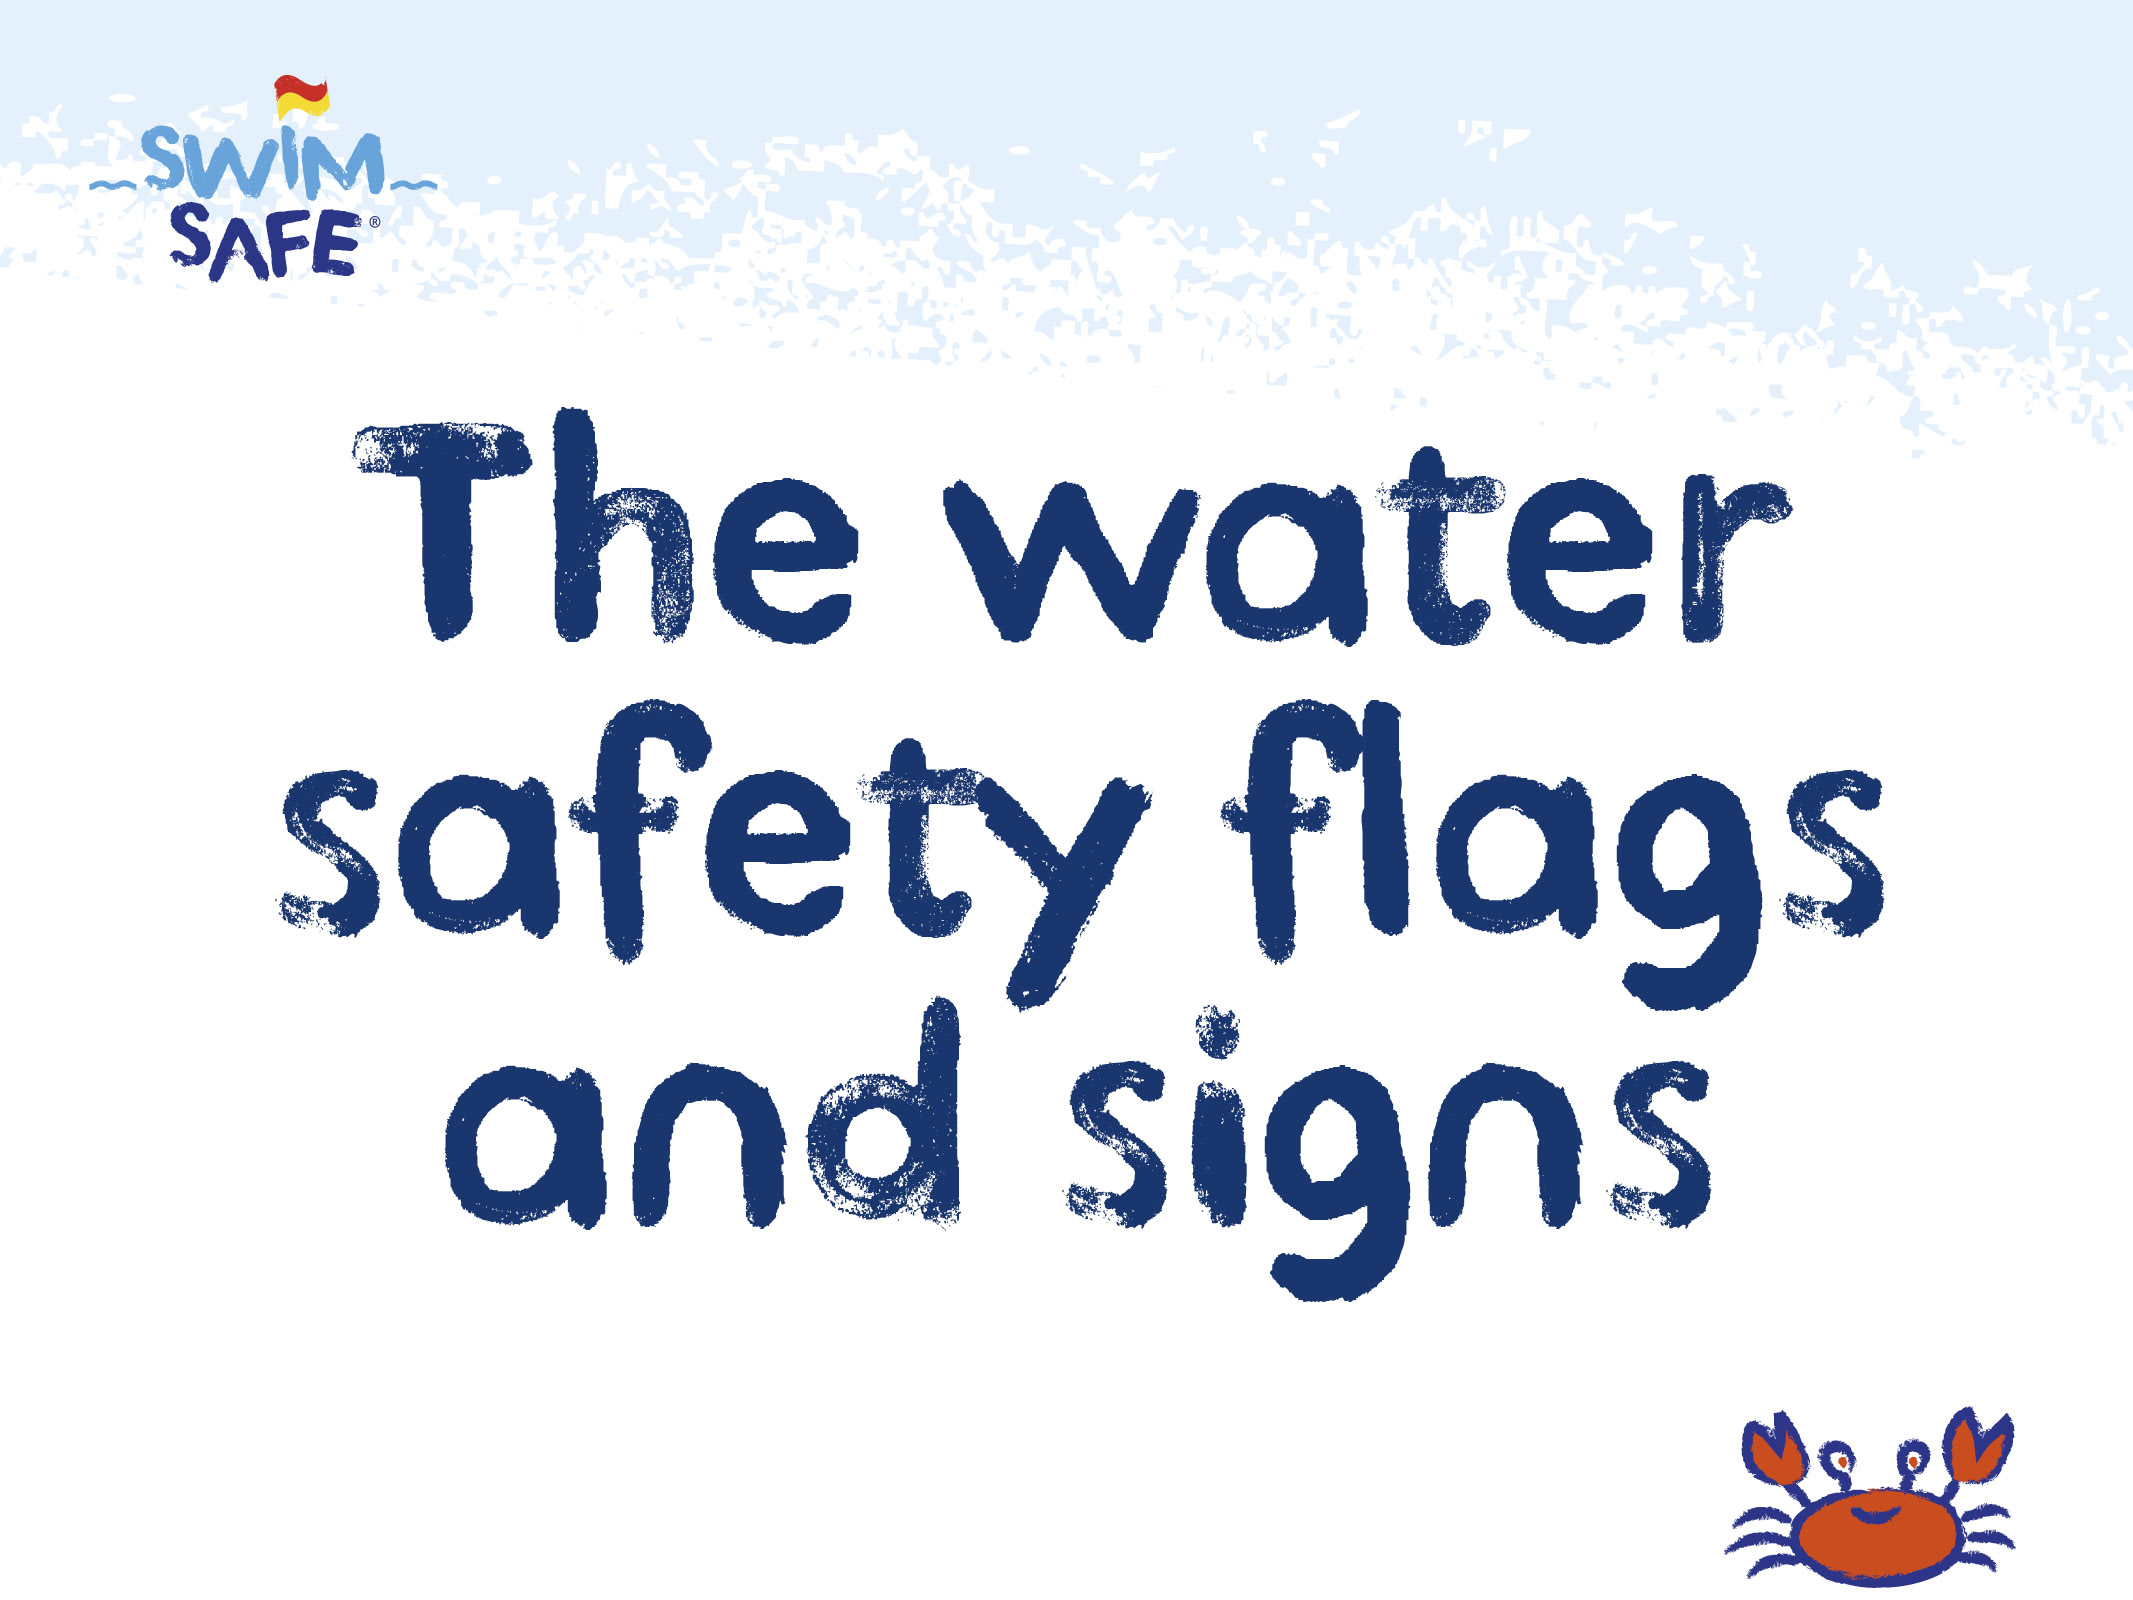 SWIM
SAFE®
The water
safety flags
and signs